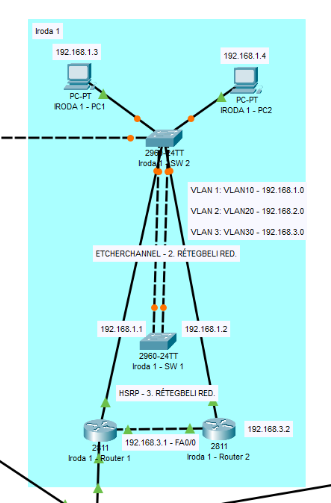 Iroda 1
192.168.1.3
192.168.1.4
PC-PT
IRODA 1 - PC1
PC-PT
IRODA 1 - PC2
2960-24TT
Iroda 1 - SW 2
VLAN 1: VLAN10 - 192.168.1.0
VLAN 2: VLAN20 - 192.168.2.0
VLAN 3: VLAN30 - 192.168.3.0
ETCHERCHANNEL - 2. RÉTEGBELI RED.
192.168.1.1
192.168.1.2
2960-24TT
Iroda 1 - SW 1
HSRP - 3. RÉTEGBELI RED.
192.168.3.2
192.168.3.1 - FA0/0
2811
Iroda 1 - Router 1
2811
Iroda 1 - Router 2